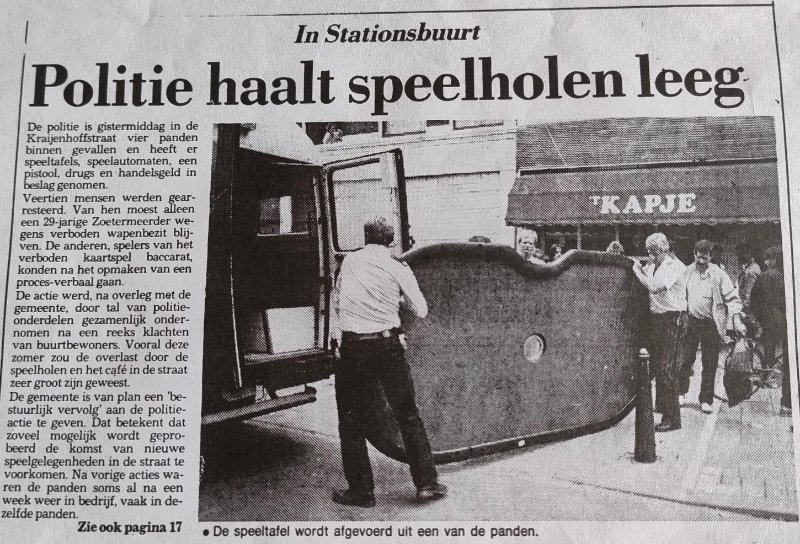 In Stationsbuurt
Politie haalt speelholen leeg
De politie is gistermiddag in de
Kraijenhoffstraat vier panden
binnen gevallen en heeft er
speeltafels, speelautomaten, een
pistool, drugs en handelsgeld in
beslag genomen.
Veertien mensen werden gear-
resteerd. Van hen moest alleen
een 29-jarige Zoetermeerder we-
gens verboden wapenbezit blij-
ven. De anderen, spelers van het
verboden kaartspel baccarat,
konden na het opmaken van een
proces-verbaal gaan.
De actie werd, na overleg met de
gemeente, door tal van politie-
onderdelen gezamenlijk onder-
nomen na een reeks klachten
van buurtbewoners. Vooral deze
zomer zou de overlast door de
speelholen en het café in de straat
zeer groot zijn geweest.
De gemeente is van plan een 'be-
stuurlijk vervolg' aan de politie-
actie te geven. Dat betekent dat
zoveel mogelijk wordt gepro-
beerd de komst van nieuwe
speelgelegenheden in de straat te
voorkomen. Na vorige acties wa-
ren de panden soms al na een
week weer in bedrijf, vaak in de-
zelfde panden.
Zie ook pagina 17
'T KAPJE
• De speeltafel wordt afgevoerd uit een van de panden.